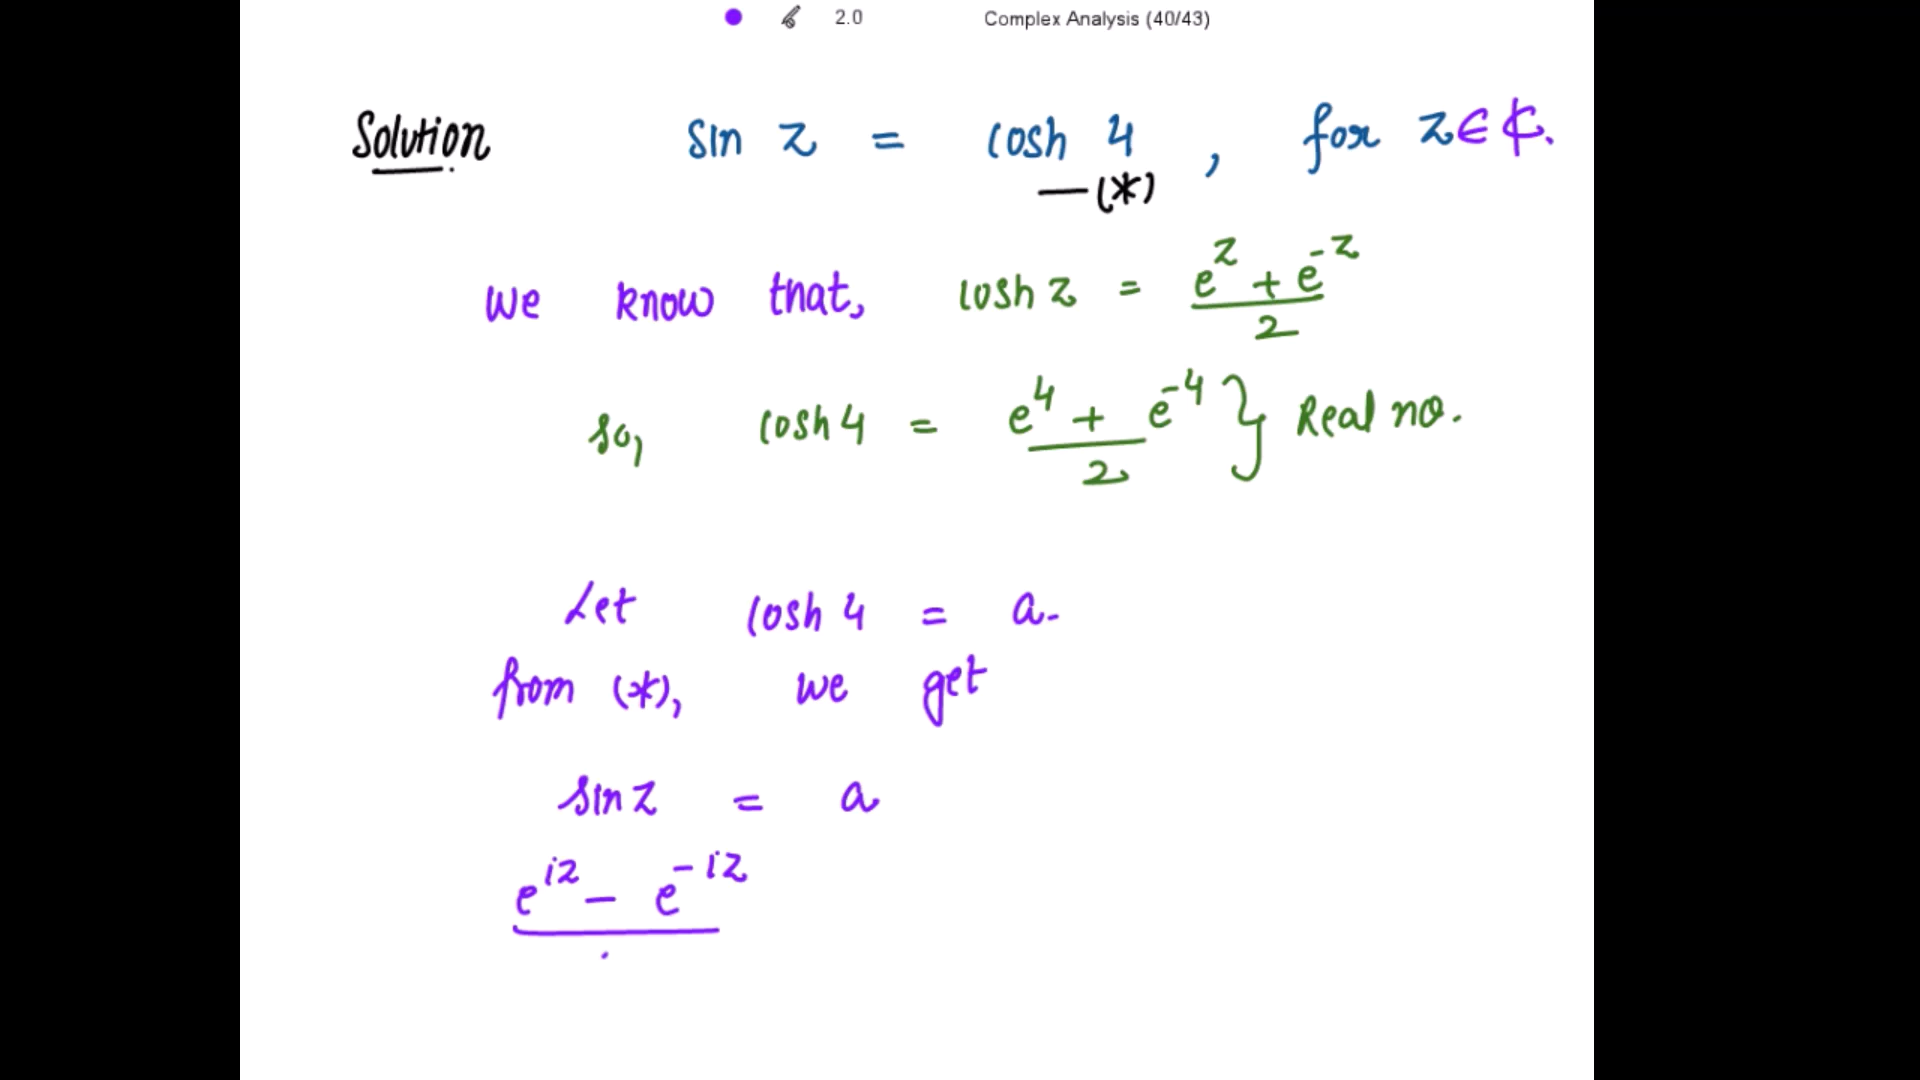 2.0 Complex Analysis (40/43)
Solution sin z = cosh 4 , for z ∈ ₵.
—(*)
We know that, cosh z = (e^z + e^-z)/2
so, cosh 4 = (e^4 + e^-4)/2 } Real no.
Let cosh 4 = a.
from (*), we get
sin z = a
e^iz - e^-iz